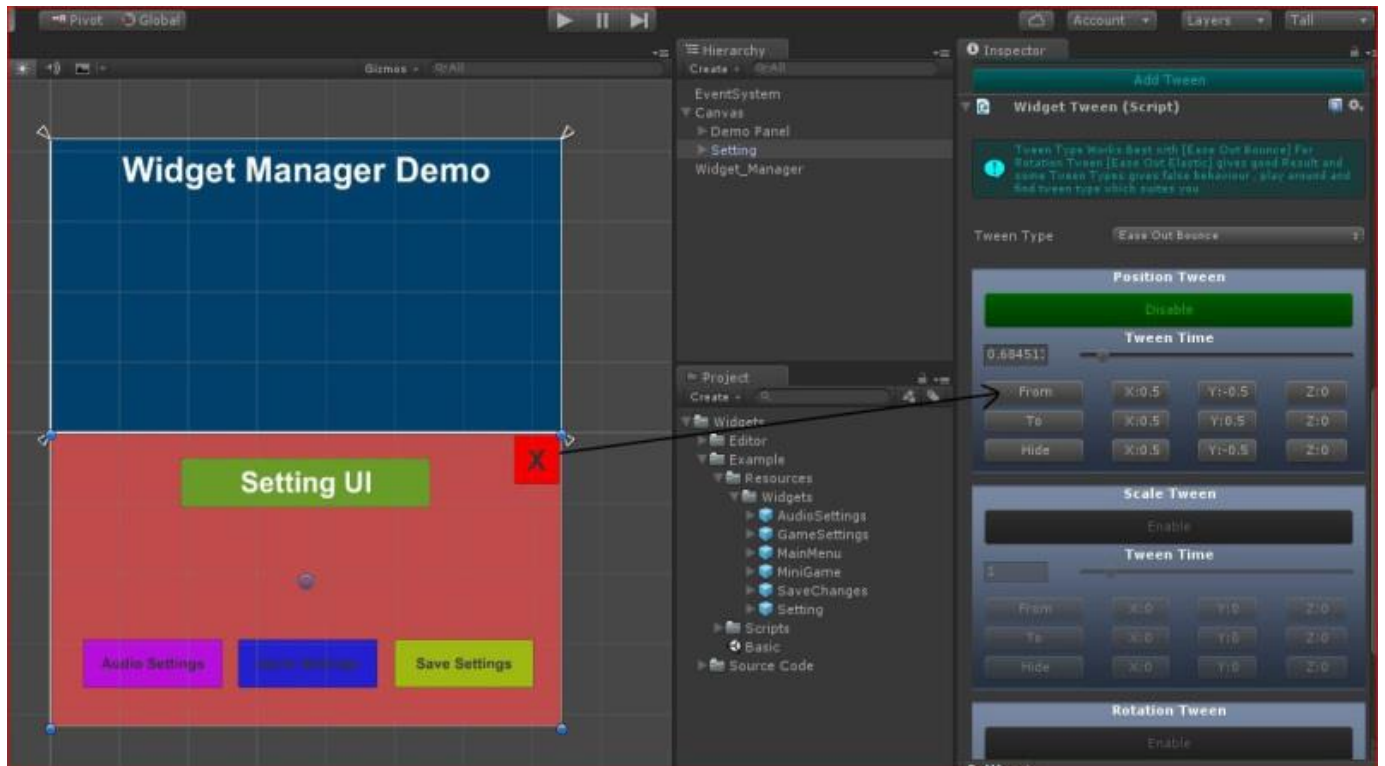 Pivot Global
Account Layers Tall
Gizmos All
Hierarchy
Create All
EventSystem
Canvas
Demo Panel
Setting
Widget_Manager
Widget Manager Demo
Setting UI
X
Audio Settings
Save Settings
Project
Create
Widgets
Editor
Example
Resources
Widgets
AudioSettings
GameSettings
MainMenu
MiniGame
SaveChanges
Setting
Scripts
Basic
Source Code
Inspector
Add Tween
Widget Tween (Script)
Tween Type Works Best with [Ease Out Bounce] For
Rotation Tween [Ease Out Elastic] gives good Result and
some Tween Types gives false behaviour , play around and
find tween type which suites you
Tween Type Ease Out Bounce
Position Tween
Disable
Tween Time
0.68451
From X:0.5 Y:-0.5 Z:0
To X:0.5 Y:0.5 Z:0
Hide X:0.5 Y:-0.5 Z:0
Scale Tween
Enable
Tween Time
1
From X:0 Y:0 Z:0
To X:0 Y:0 Z:0
Hide X:0 Y:0 Z:0
Rotation Tween
Enable